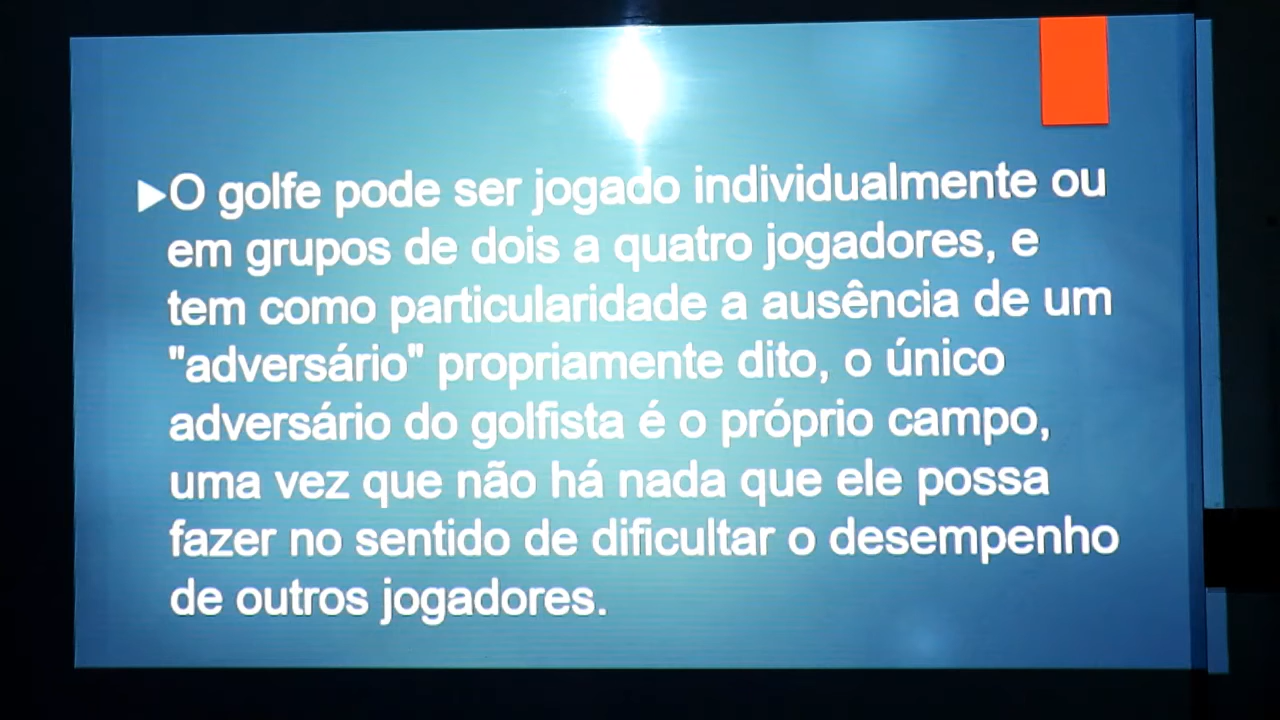 O golfe pode ser jogado individualmente ou
em grupos de dois a quatro jogadores, e
tem como particularidade a ausência de um
"adversário" propriamente dito, o único
adversário do golfista é o próprio campo,
uma vez que não há nada que ele possa
fazer no sentido de dificultar o desempenho
de outros jogadores.